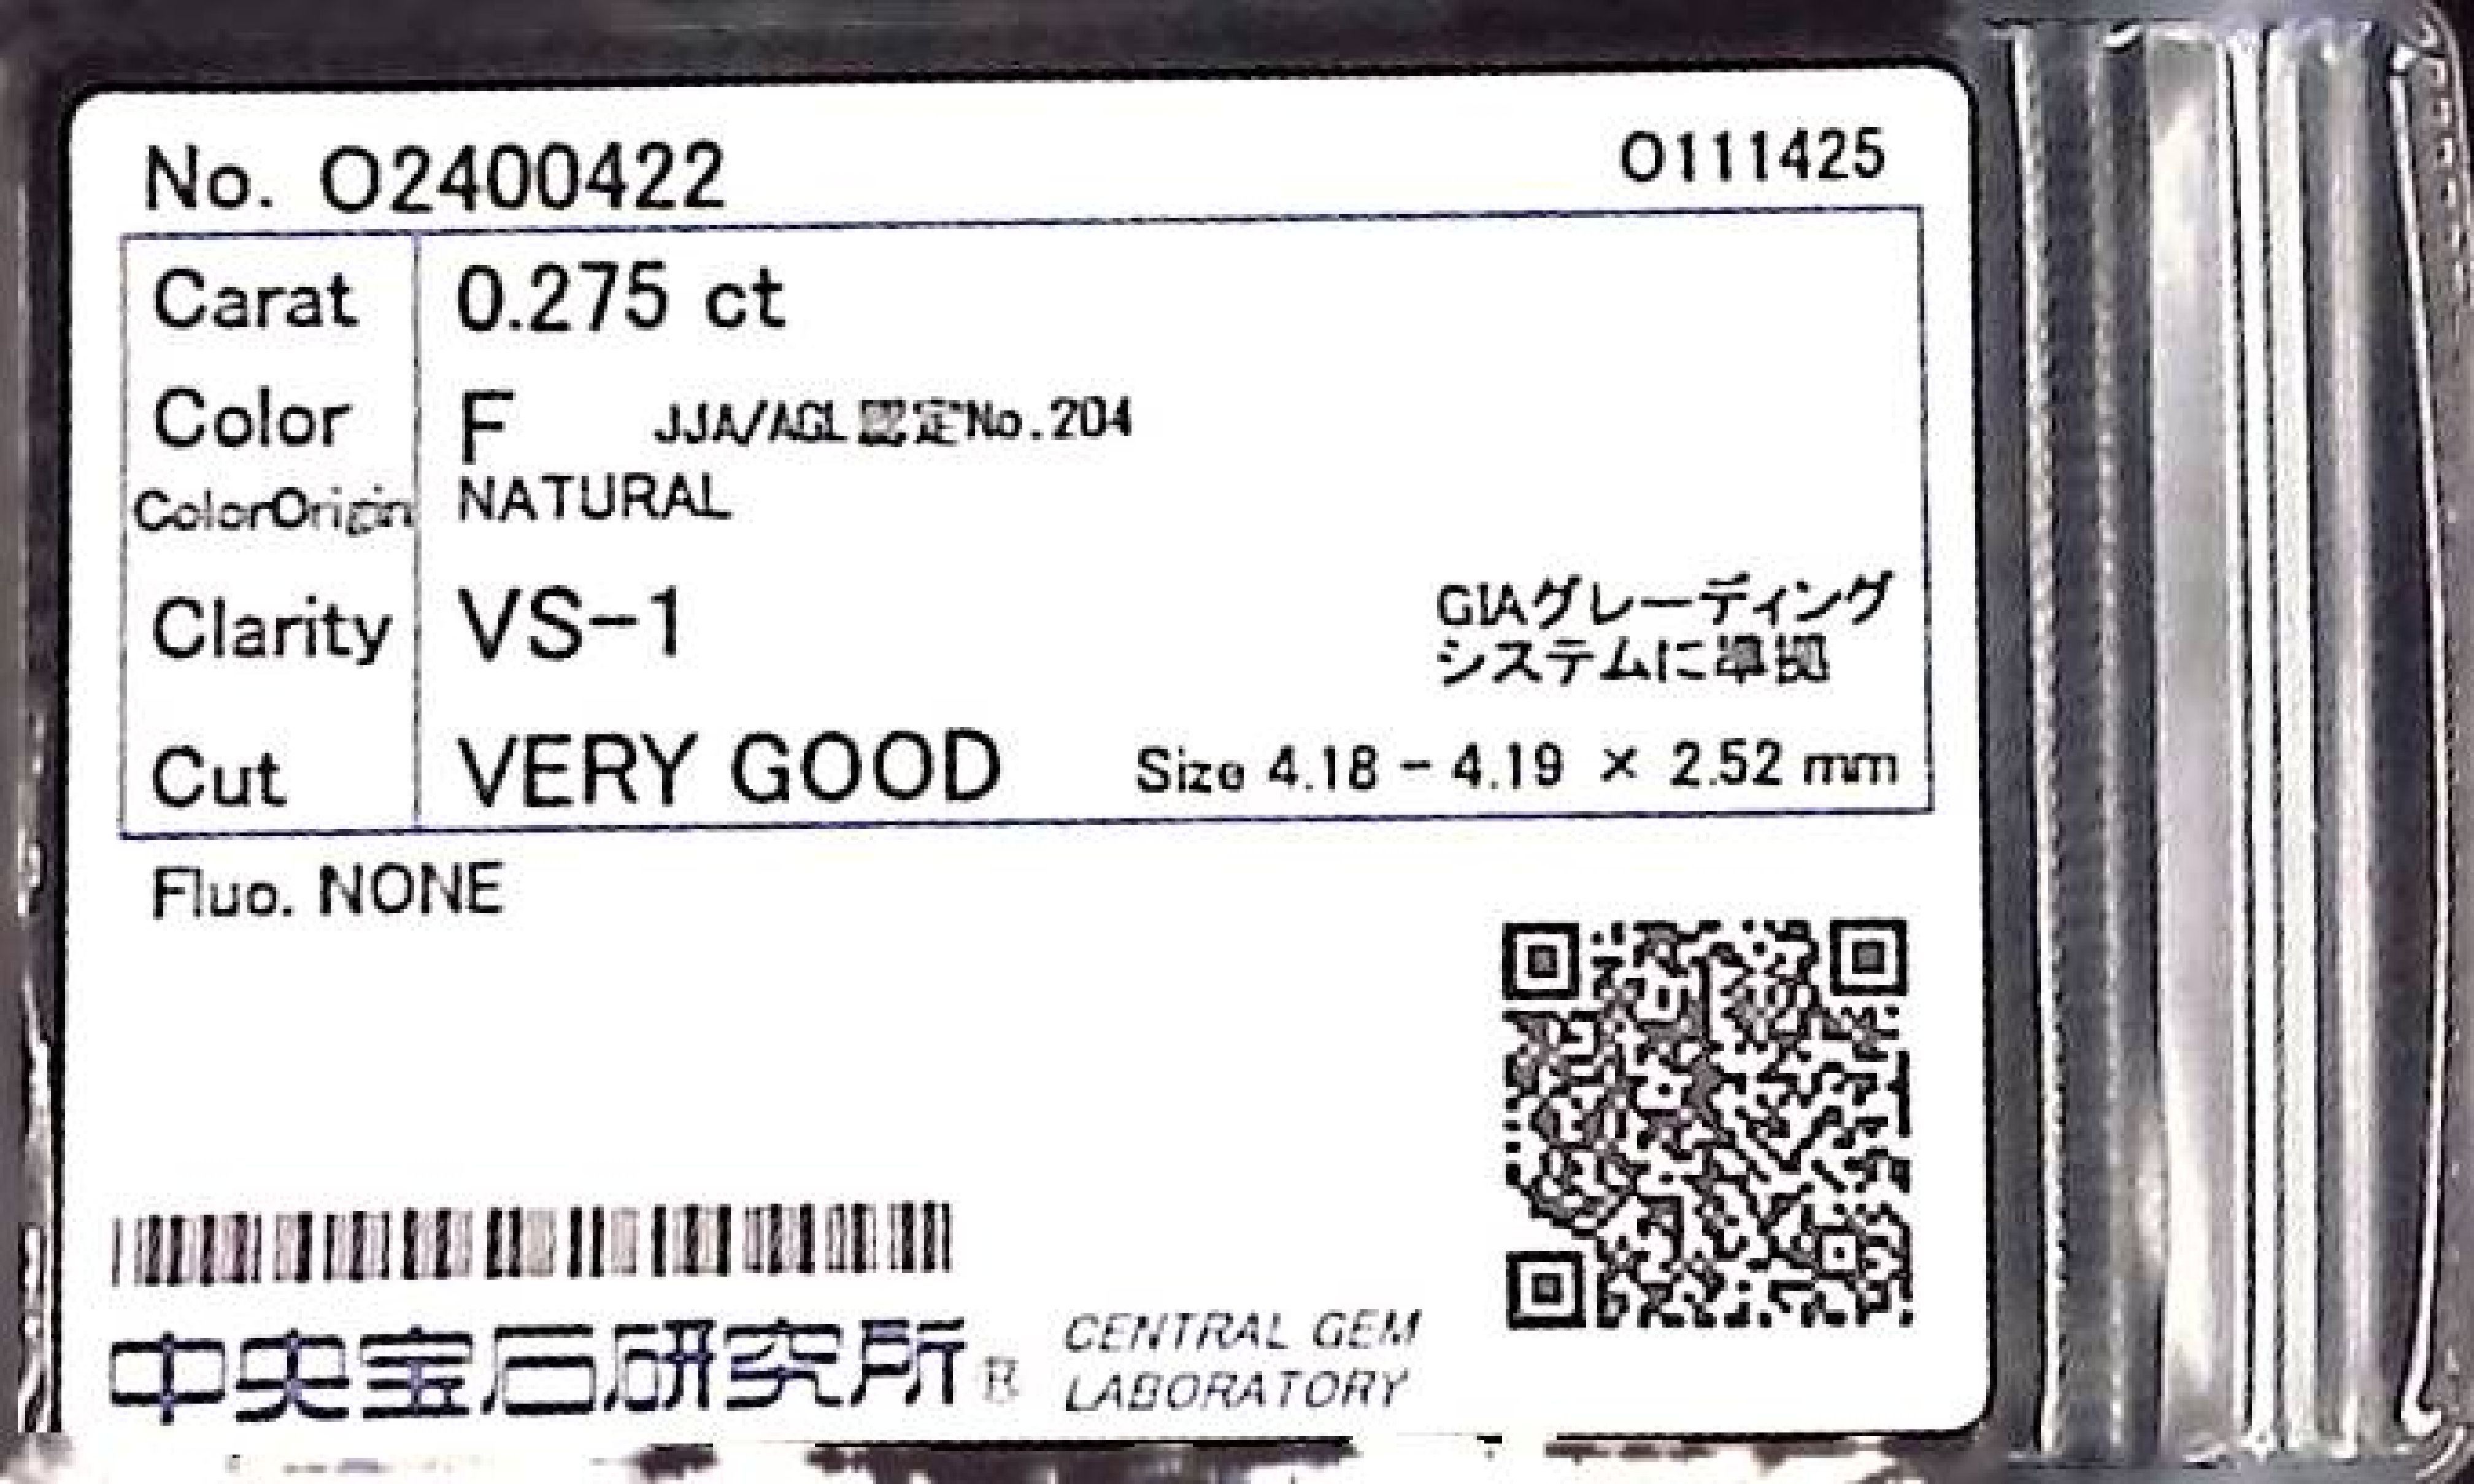 No. O2400422
O111425
Carat 0.275 ct
Color F JJA/AGL認定No.204
ColorOrigin NATURAL
Clarity VS-1
GIAグレーディング
システムに準拠
Cut VERY GOOD Size 4.18 - 4.19 × 2.52 mm
Fluo. NONE
中央宝石研究所®
CENTRAL GEM
LABORATORY